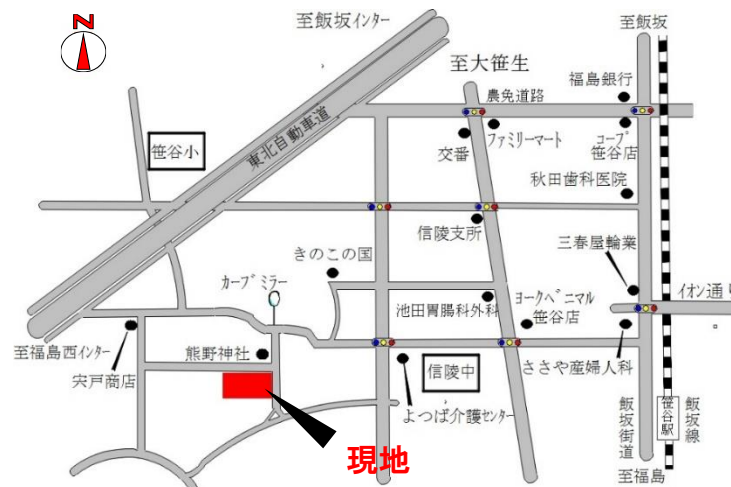 N
至飯坂インター
至飯坂
至大笹生
福島銀行
農免道路
ファミリーマート
コープ
笹谷店
交番
東北自動車道
笹谷小
秋田歯科医院
信陵支所
三春屋輪業
きのこの国
カーブミラー
イオン通り
池田胃腸科外科
ヨークベニマル
笹谷店
至福島西インター
宍戸商店
熊野神社
信陵中
ささや産婦人科
よつば介護センター
現地
飯坂街道
笹谷駅
飯坂線
至福島